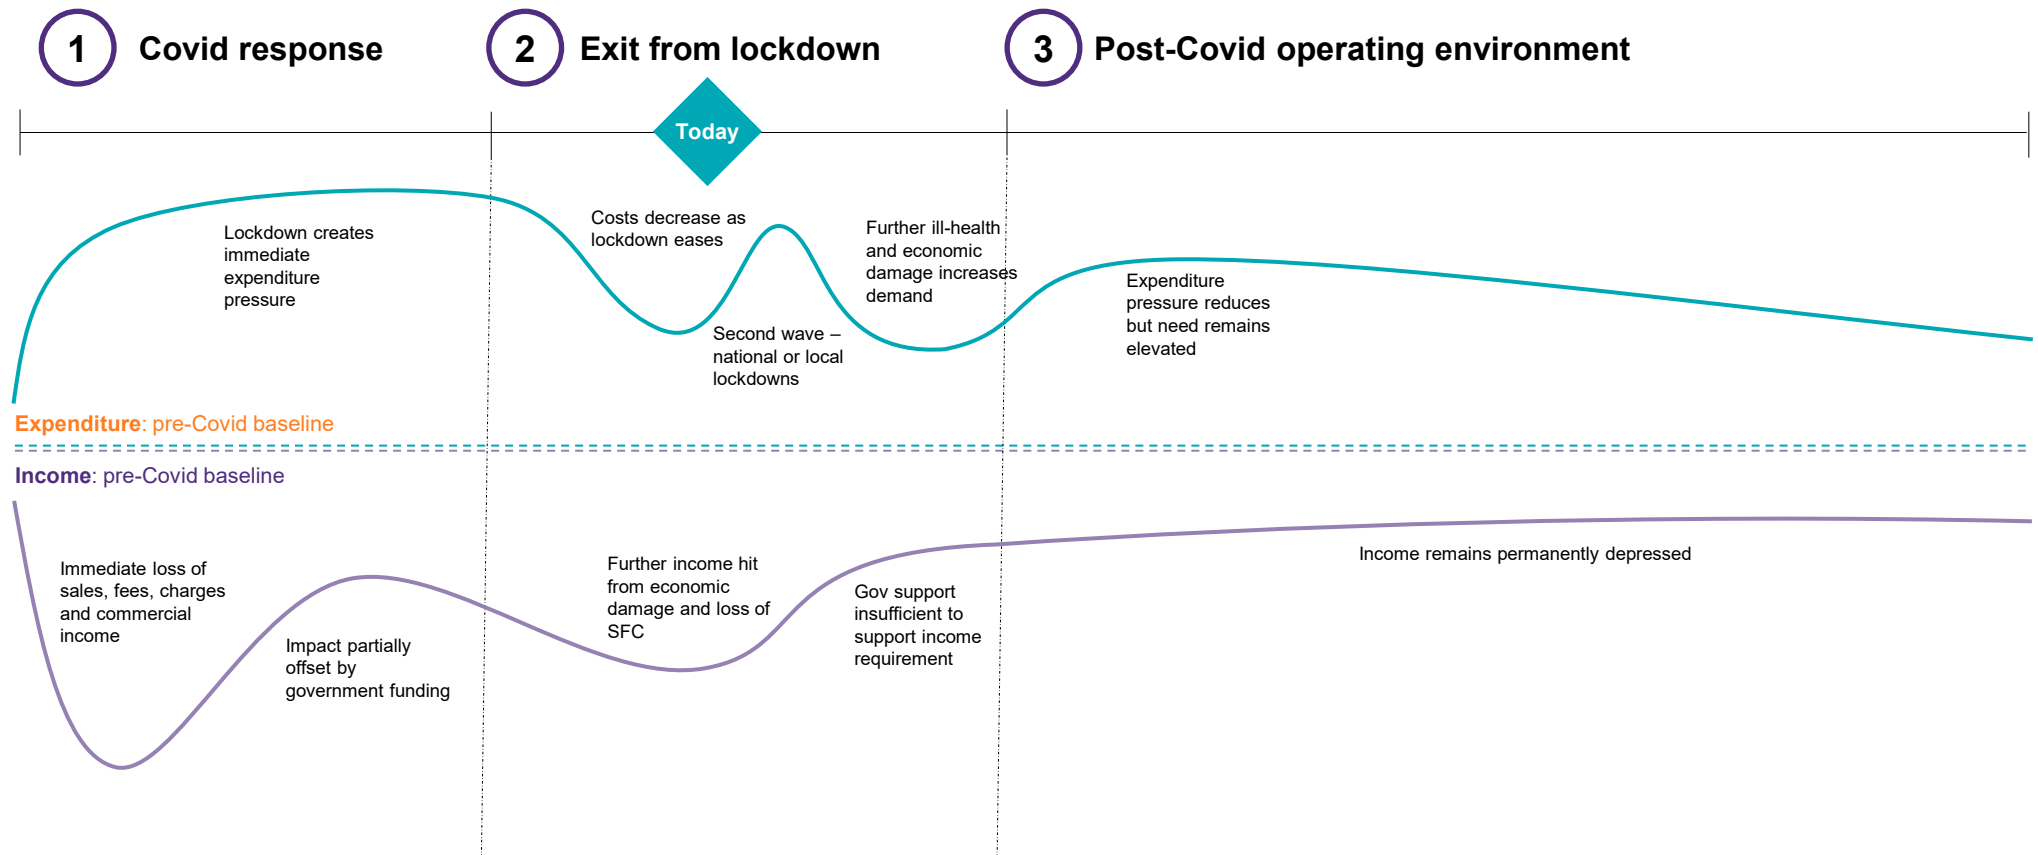 1 Covid response
2 Exit from lockdown
3 Post-Covid operating environment
Today
Lockdown creates
immediate
expenditure
pressure
Costs decrease as
lockdown eases
Second wave –
national or local
lockdowns
Further ill-health
and economic
damage increases
demand
Expenditure
pressure reduces
but need remains
elevated
Expenditure: pre-Covid baseline
Income: pre-Covid baseline
Immediate loss of
sales, fees, charges
and commercial
income
Impact partially
offset by
government funding
Further income hit
from economic
damage and loss of
SFC
Gov support
insufficient to
support income
requirement
Income remains permanently depressed